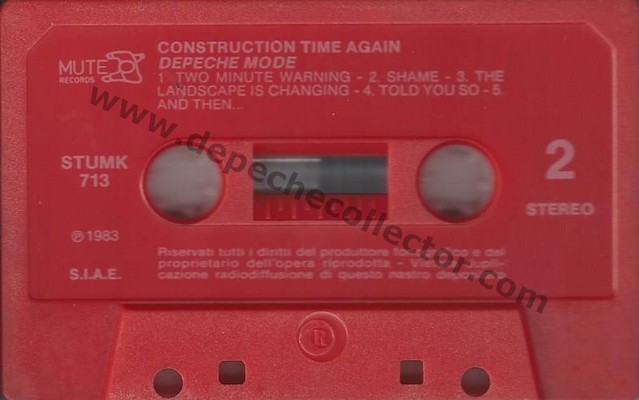 CONSTRUCTION TIME AGAIN
MUTE
RECORDS
DEPECHE MODE
1. TWO MINUTE WARNING - 2. SHAME - 3. THE
LANDSCAPE IS CHANGING - 4. TOLD YOU SO - 5.
AND THEN...
www.depechecollector.com
STUMK
713
2
STEREO
℗ 1983
S.I.A.E.
Riservati tutti i diritti del produttore e del
proprietario dell'opera riprodotta -
cazione radiodiffusione di questo nastro
R